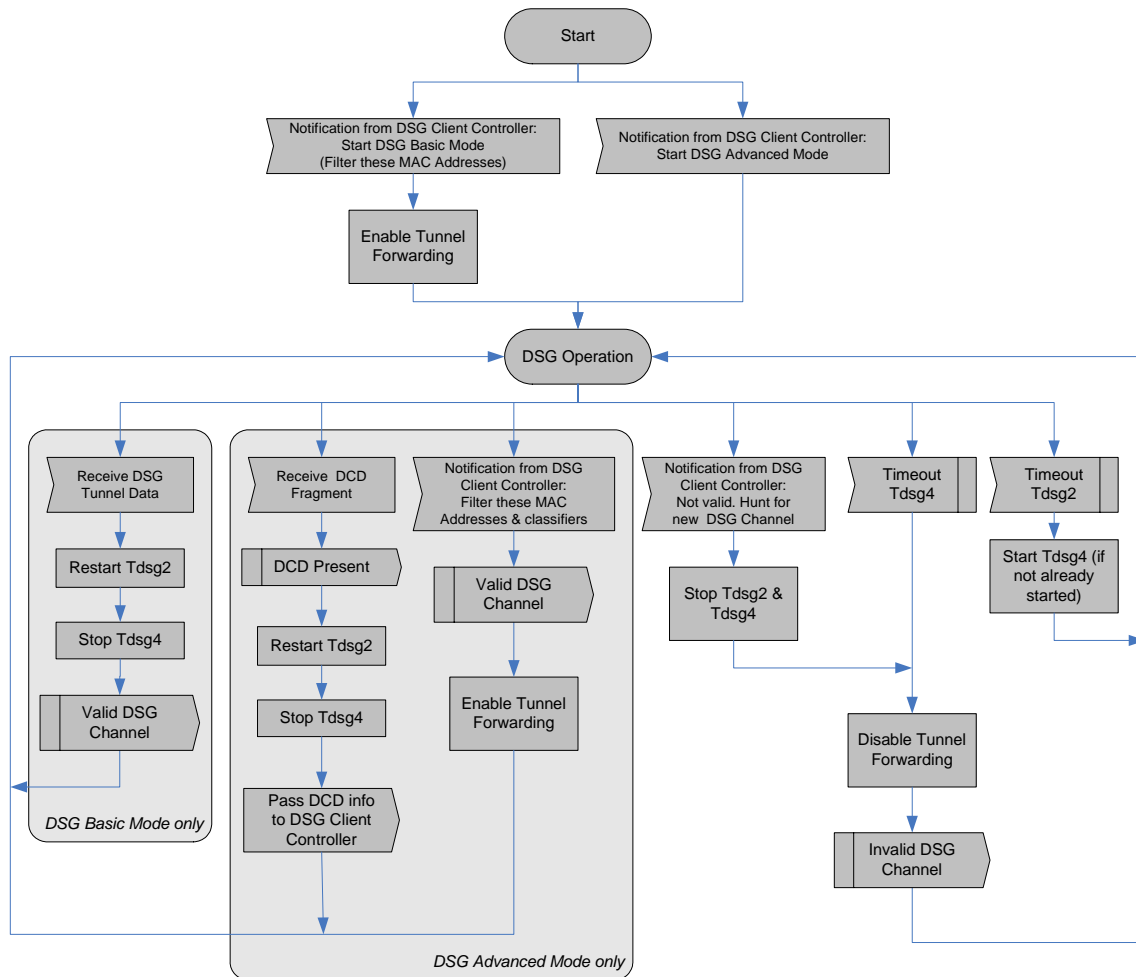 Start
Notification from DSG Client Controller:
Start DSG Basic Mode
(Filter these MAC Addresses)
Notification from DSG Client Controller:
Start DSG Advanced Mode
Enable Tunnel
Forwarding
DSG Operation
Receive DSG
Tunnel Data
Restart Tdsg2
Stop Tdsg4
Valid DSG
Channel
DSG Basic Mode only
Receive DCD
Fragment
DCD Present
Restart Tdsg2
Stop Tdsg4
Pass DCD info
to DSG Client
Controller
Notification from DSG
Client Controller:
Filter these MAC
Addresses & classifiers
Valid DSG
Channel
Enable Tunnel
Forwarding
DSG Advanced Mode only
Notification from DSG
Client Controller:
Not valid. Hunt for
new DSG Channel
Stop Tdsg2 &
Tdsg4
Timeout
Tdsg4
Disable Tunnel
Forwarding
Invalid DSG
Channel
Timeout
Tdsg2
Start Tdsg4 (if
not already
started)